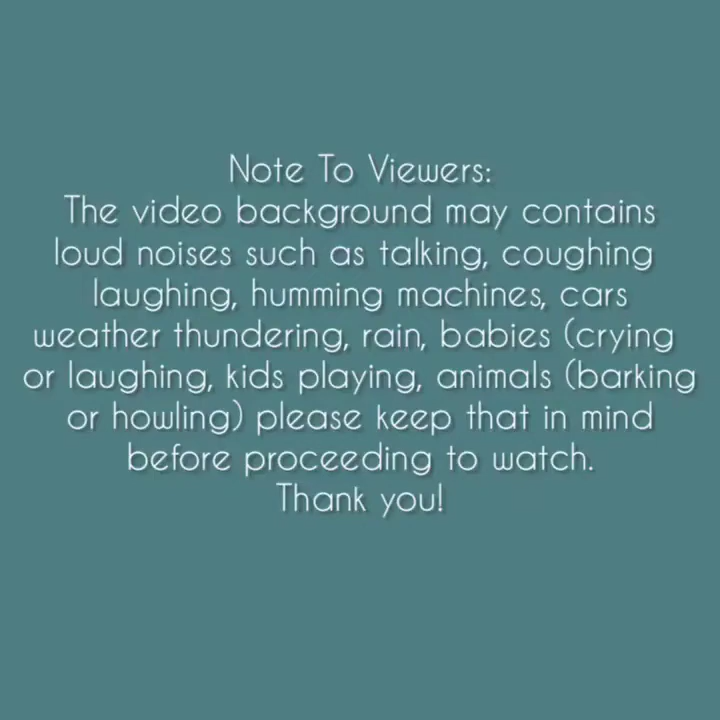 Note To Viewers:
The video background may contains
loud noises such as talking, coughing
laughing, humming machines, cars
weather thundering, rain, babies (crying
or laughing, kids playing, animals (barking
or howling) please keep that in mind
before proceeding to watch.
Thank you!